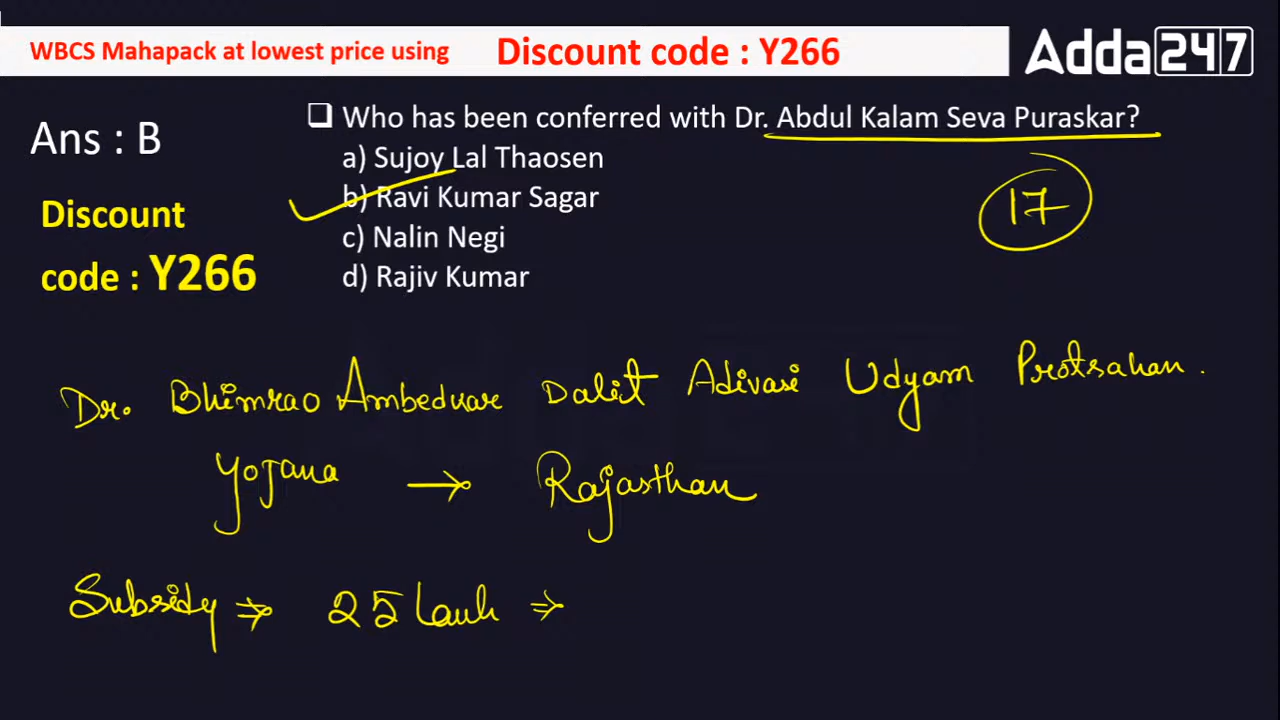 WBCS Mahapack at lowest price using Discount code : Y266
Adda247
Ans : B
Discount
code : Y266
❑ Who has been conferred with Dr. Abdul Kalam Seva Puraskar?
a) Sujoy Lal Thaosen
b) Ravi Kumar Sagar
c) Nalin Negi
d) Rajiv Kumar
17
Dr. Bhimrao Ambedkar Dalit Adivasi Udyam Protsahan.
Yojana → Rajasthan
Subsidy ⇒ 25 lakh ⇒